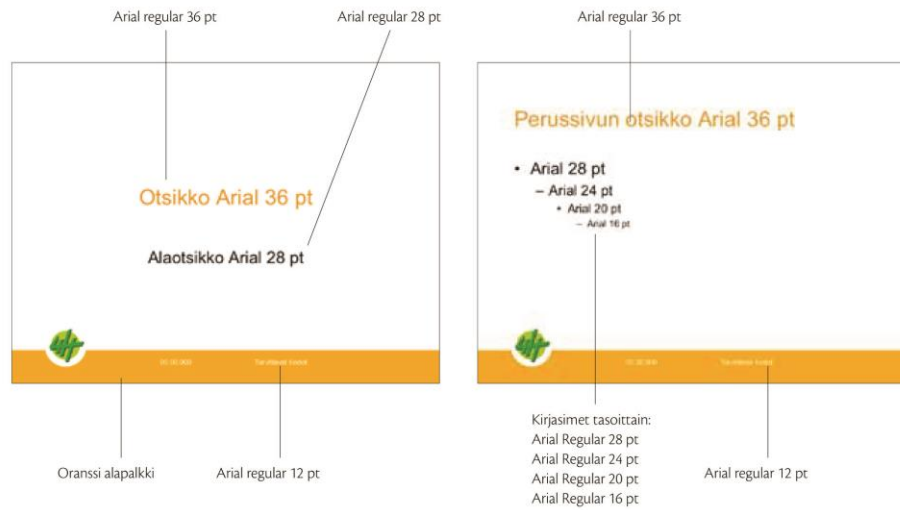 Arial regular 36 pt
Arial regular 28 pt
Otsikko Arial 36 pt
Alaotsikko Arial 28 pt
Oranssi alapalkki
Arial regular 12 pt
Arial regular 36 pt
Perussivun otsikko Arial 36 pt
• Arial 28 pt
– Arial 24 pt
• Arial 20 pt
– Arial 16 pt
Kirjasimet tasoittain:
Arial Regular 28 pt
Arial Regular 24 pt
Arial Regular 20 pt
Arial Regular 16 pt
Arial regular 12 pt